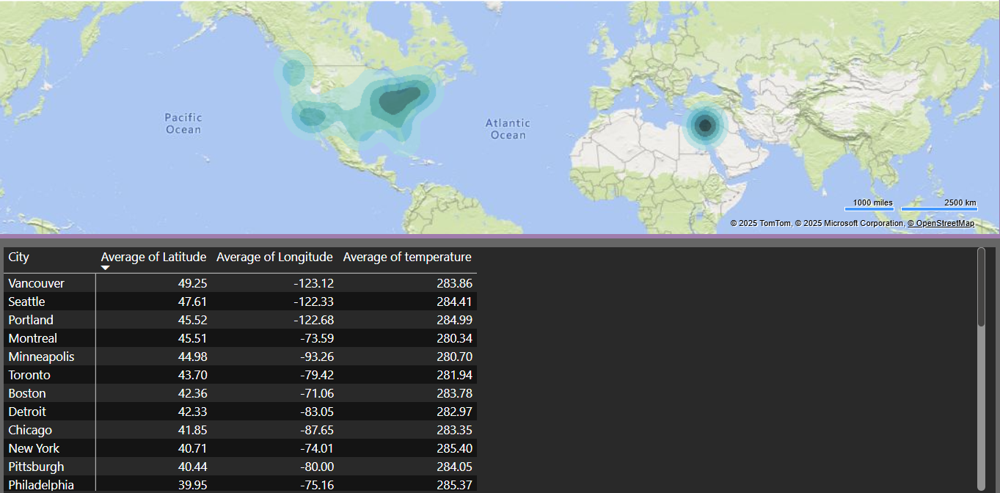 Pacific
Ocean
Atlantic
Ocean
1000 miles 2500 km
© 2025 TomTom, © 2025 Microsoft Corporation, © OpenStreetMap
City Average of Latitude Average of Longitude Average of temperature
Vancouver 49.25 -123.12 283.86
Seattle 47.61 -122.33 284.41
Portland 45.52 -122.68 284.99
Montreal 45.51 -73.59 280.34
Minneapolis 44.98 -93.26 280.70
Toronto 43.70 -79.42 281.94
Boston 42.36 -71.06 283.78
Detroit 42.33 -83.05 282.97
Chicago 41.85 -87.65 283.35
New York 40.71 -74.01 285.40
Pittsburgh 40.44 -80.00 284.05
Philadelphia 39.95 -75.16 285.37